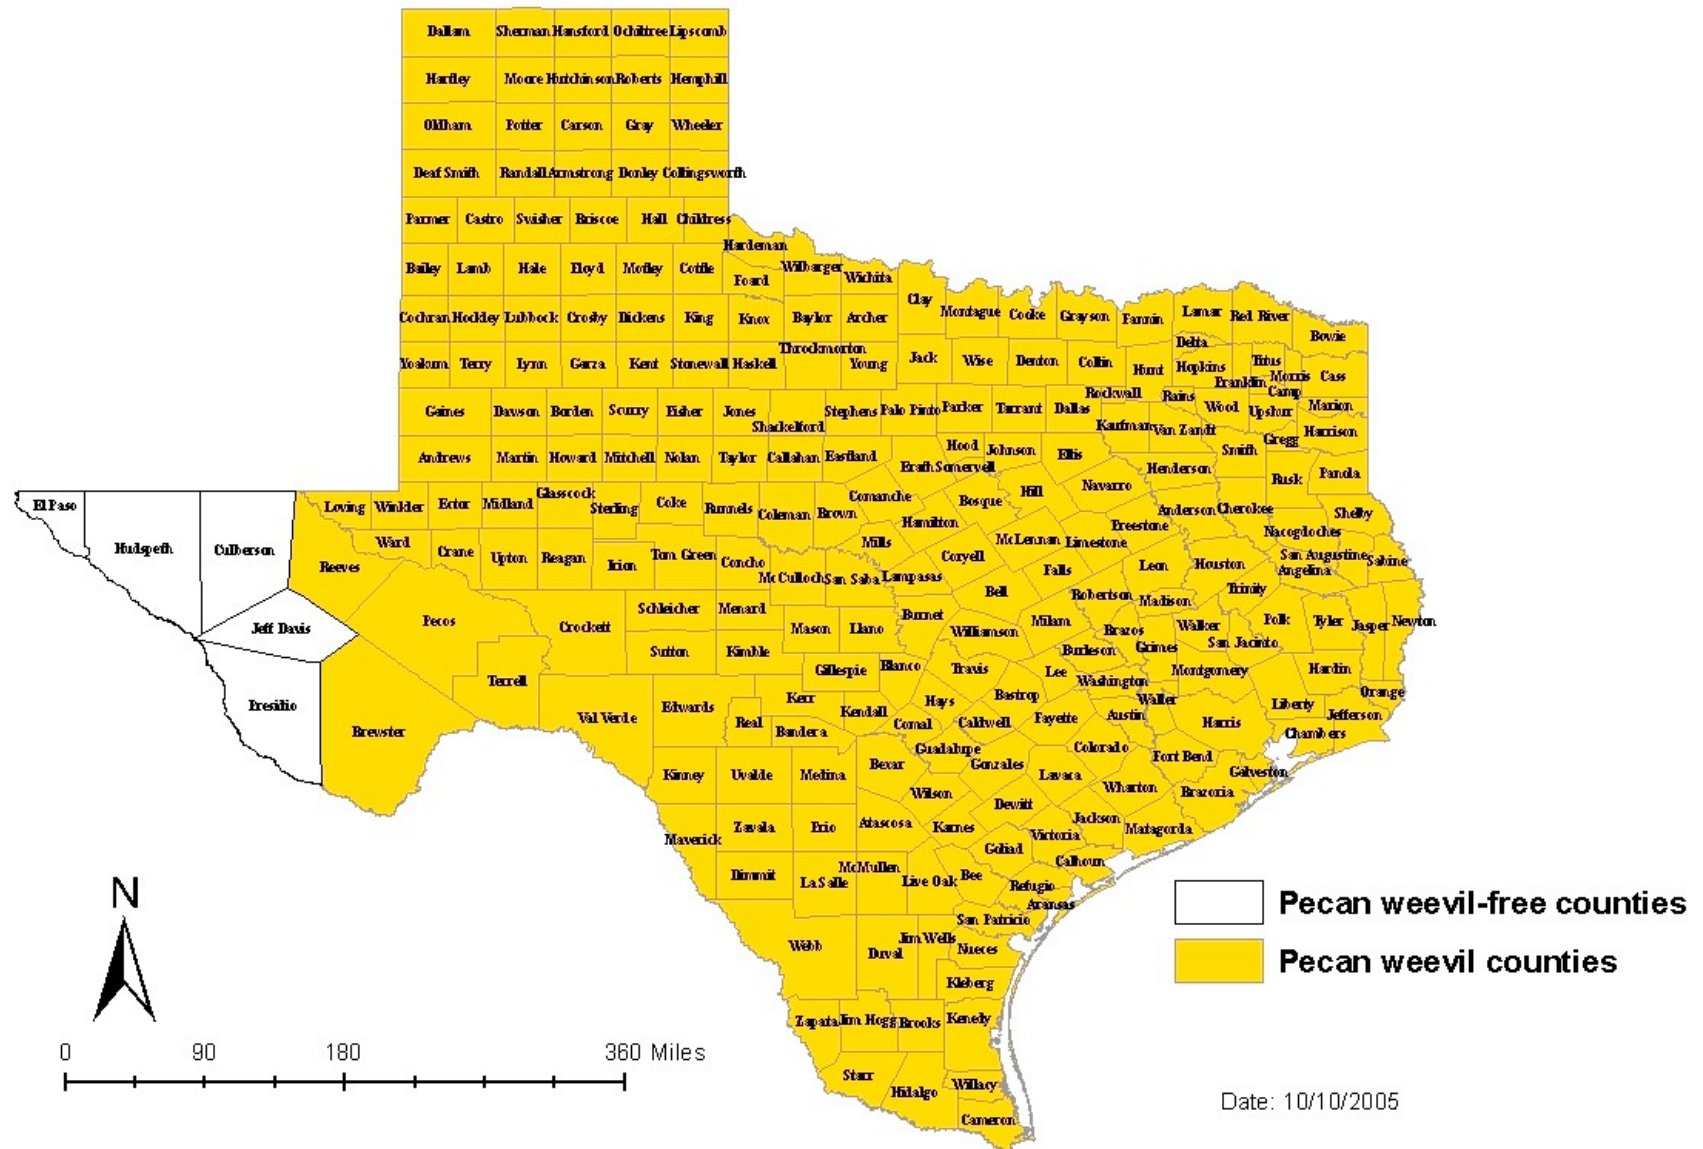 Dallam Sherman Hansford Ochiltree Lipscomb
Hartley Moore Hutchinson Roberts Hemphill
Oldham Potter Carson Gray Wheeler
Deaf Smith Randall Armstrong Donley Collingsworth
Parmer Castro Swisher Briscoe Hall Childress
Hardeman
Bailey Lamb Hale Floyd Motley Cottle Foard Wilbarger Wichita
Clay
Cochran Hockley Lubbock Crosby Dickens King Knox Baylor Archer Montague Cooke Grayson Fannin Lamar Red River
Bowie
Delta
Throckmorton
Yoakum Terry Lynn Garza Kent Stonewall Haskell Young Jack Wise Denton Collin Hunt Hopkins Titus
Franklin Morris Cass
Rockwall Rains Camp
Gaines Dawson Borden Scurry Fisher Jones Stephens Palo Pinto Parker Tarrant Dallas Wood Upshur Marion
Shackelford Kaufman Van Zandt Gregg Harrison
Andrews Martin Howard Mitchell Nolan Taylor Callahan Eastland Hood Johnson Ellis Smith
Erath Somervell Henderson Rusk Panola
El Paso Loving Winkler Ector Midland Glasscock Sterling Coke Runnels Coleman Brown Comanche Bosque Hill Navarro
Hamilton Freestone Anderson Cherokee Shelby
Nacogdoches
Hudspeth Culberson Ward Crane Upton Reagan Irion Tom Green Concho Mills Coryell McLennan Limestone
San Augustine Sabine
Reeves McCulloch San Saba Lampasas Bell Falls Leon Houston Angelina
Trinity
Jeff Davis Pecos Crockett Schleicher Menard Mason Llano Burnet Williamson Milam Robertson Madison
Brazos Walker San Jacinto Polk Tyler Jasper Newton
Sutton Kimble Gillespie Blanco Travis Burleson Grimes
Terrell Lee Washington Montgomery Hardin
Presidio Brewster Val Verde Edwards Real Kerr Kendall Hays Bastrop Waller Liberty Orange
Bandera Comal Caldwell Fayette Austin Harris Jefferson
Chambers
Guadalupe Colorado Fort Bend
Kinney Uvalde Medina Bexar Gonzales Lavaca Galveston
Wilson Wharton Brazoria
Dewitt
Maverick Zavala Frio Atascosa Karnes Victoria Jackson Matagorda
Goliad Calhoun
Dimmit La Salle McMullen Live Oak Bee Refugio
Aransas
San Patricio
Webb Duval Jim Wells Nueces
Kleberg
Zapata Jim Hogg Brooks Kenedy
Starr Hidalgo Willacy
Cameron
Pecan weevil-free counties
Pecan weevil counties
N
0 90 180 360 Miles
Date: 10/10/2005